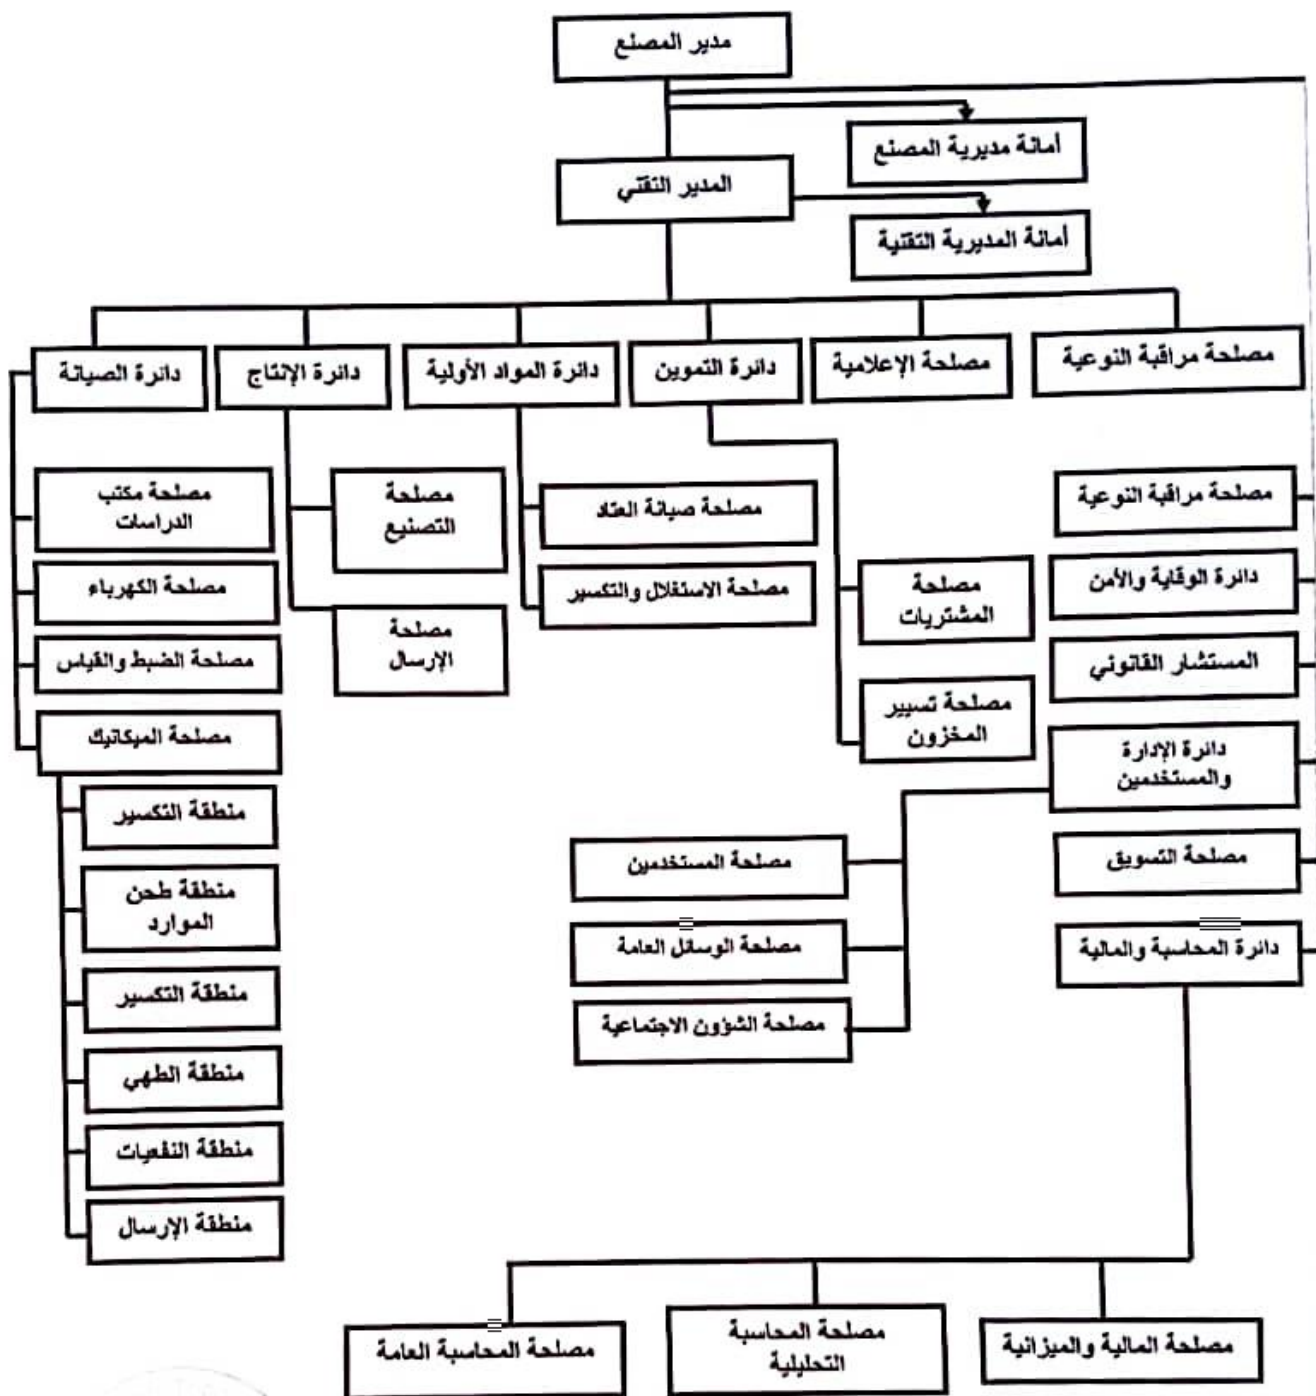 مدير المصنع
أمانة مديرية المصنع
المدير التقني
أمانة المديرية التقنية
مصلحة مراقبة النوعية
مصلحة الإعلامية
دائرة التموين
دائرة المواد الأولية
دائرة الإنتاج
دائرة الصيانة
مصلحة مراقبة النوعية
دائرة الوقاية والأمن
المستشار القانوني
دائرة الإدارة
والمستخدمين
مصلحة التسويق
دائرة المحاسبة والمالية
مصلحة
المشتريات
مصلحة تسيير
المخزون
مصلحة المستخدمين
مصلحة الوسائل العامة
مصلحة الشؤون الاجتماعية
مصلحة صيانة العتاد
مصلحة الاستغلال والتكسير
مصلحة
التصنيع
مصلحة
الإرسال
مصلحة مكتب
الدراسات
مصلحة الكهرباء
مصلحة الضبط والقياس
مصلحة الميكانيك
منطقة التكسير
منطقة طحن
الموارد
منطقة التكسير
منطقة الطهي
منطقة النفعيات
منطقة الإرسال
مصلحة المالية والميزانية
مصلحة المحاسبة
التحليلية
مصلحة المحاسبة العامة